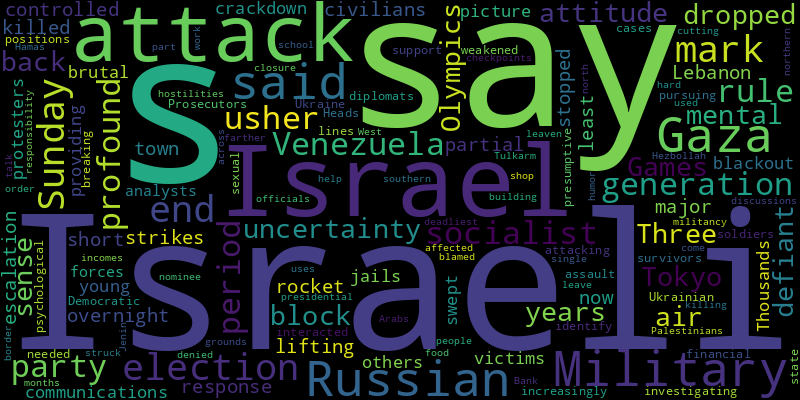 controlled
attack
say
crackdown
civilians
Olympics
picture
attitude
dropped
cases
cutting
killed
positions
Hamas
part
work
school
support
weakened
checkpoints
mark
northern
back
brutal
S
said
closure
stopped
Lebanon
pursuing
hard
used
rule
Sunday
profound
providing
protesters
responsibility
talk
order
breaking
hostilities
Prosecutors
Ukraine
diplomats
usher
Heads
lines
West
leaven
least
north
Gaza
mental
Hezbollah
blackout
town
across
farther
Venezuela
partial
Tulkarm
presumptive
humor
Games
discussions
analysts
sexual
Israel
help
southern
shop
generation
officials
building
end
major
militancy
soldiers
Israeli
uncertainty
deadliest
socialist
Three
defiant
escalation
sense
short
strikes
period
affected
blamed
attacking
single
come
survivors
psychological
incomes
forces
jails
swept
assault
leave
Tokyo
Thousands
young
nominee
uses
rocket
Democratic
presidential
interacted
Arabs
years
now
Ukrainian
killing
overnight
block
identify
air
Palestinians
border
struck
Lenin
denied
grounds
lifting
people
food
others
victims
financial
state
needed
party
months
election
Russian
Bank
Military
communications
response
increasingly
investigating